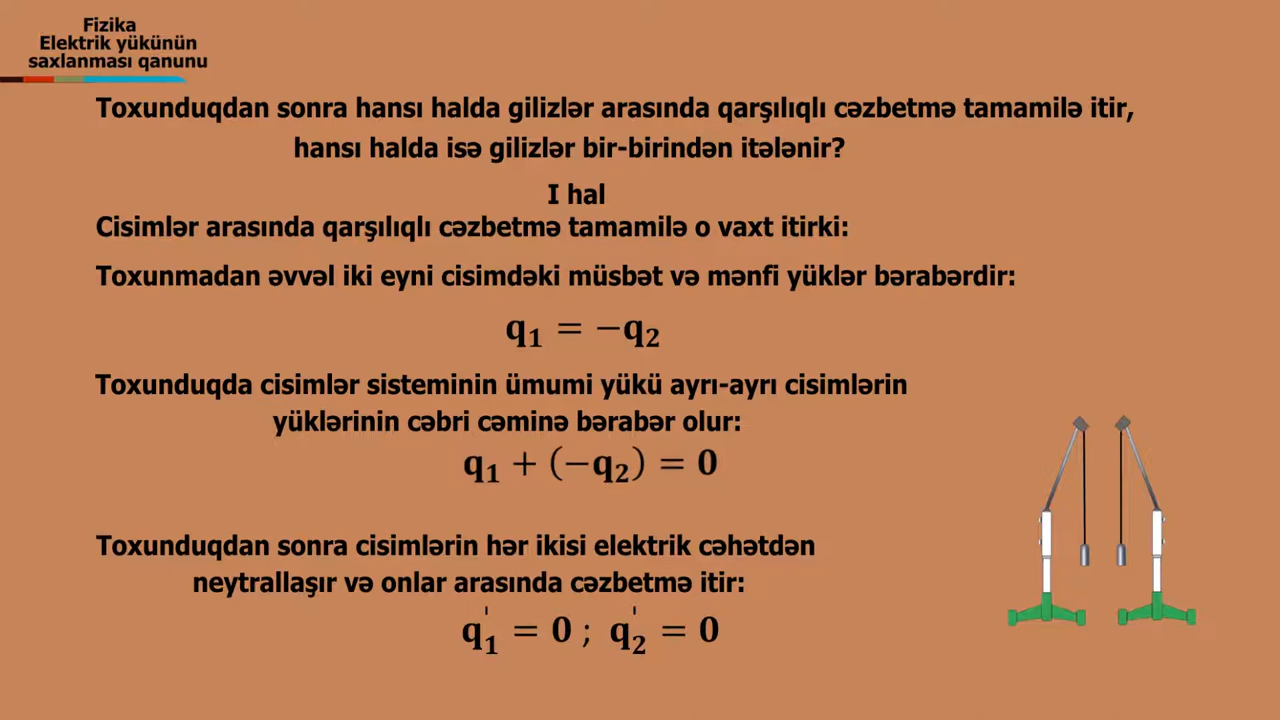 Fizika
Elektrik yükünün
saxlanması qanunu
Toxunduqdan sonra hansı halda gilizlər arasında qarşılıqlı cəzbetmə tamamilə itir,
hansı halda isə gilizlər bir-birindən itələnir?
I hal
Cisimlər arasında qarşılıqlı cəzbetmə tamamilə o vaxt itirki:
Toxunmadan əvvəl iki eyni cisimdəki müsbət və mənfi yüklər bərabərdir:
q₁ = −q₂
Toxunduqda cisimlər sisteminin ümumi yükü ayrı-ayrı cisimlərin
yüklərinin cəbri cəminə bərabər olur:
q₁ + (−q₂) = 0
Toxunduqdan sonra cisimlərin hər ikisi elektrik cəhətdən
neytrallaşır və onlar arasında cəzbetmə itir:
q₁' = 0 ; q₂' = 0